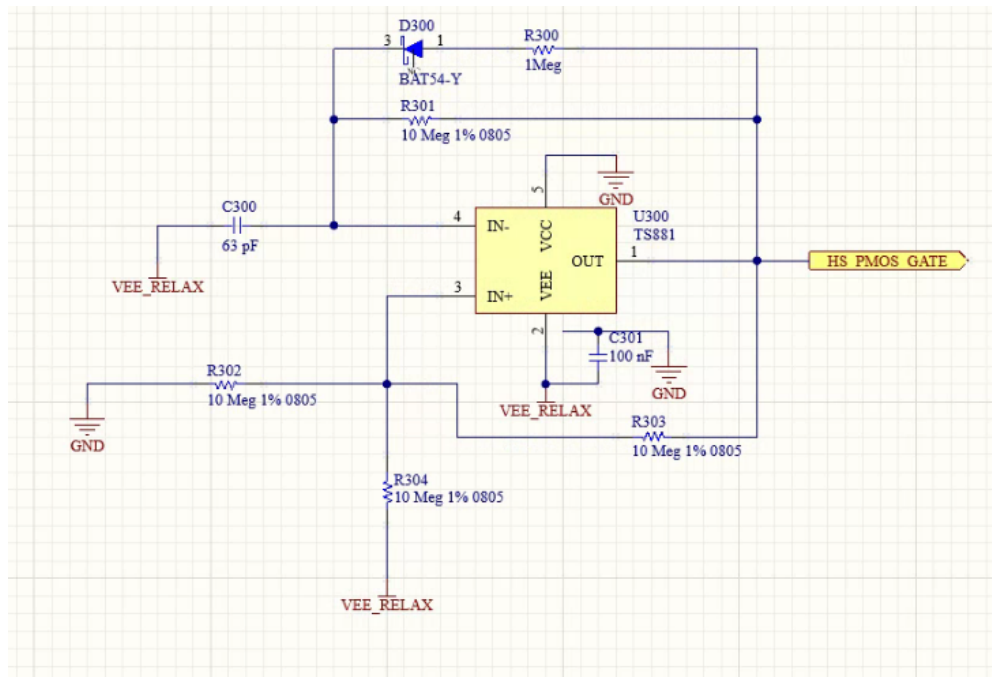 D300
3
1
BAT54-Y
R300
1Meg
R301
10 Meg 1% 0805
5
GND
C300
63 pF
VEE_RELAX
4
IN-
VCC
U300
TS881
OUT
1
HS_PMOS_GATE
3
IN+
VEE
2
C301
100 nF
GND
VEE_RELAX
R302
10 Meg 1% 0805
GND
R303
10 Meg 1% 0805
R304
10 Meg 1% 0805
VEE_RELAX